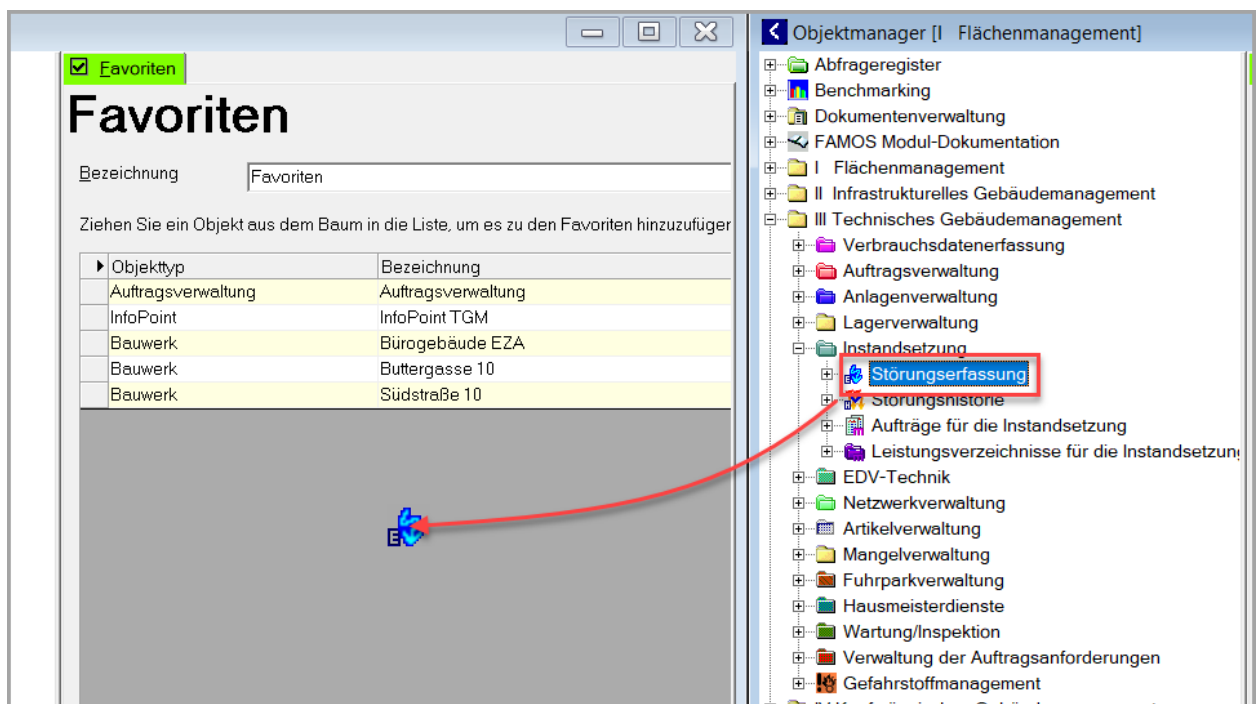 Favoriten
Favoriten
Bezeichnung Favoriten
Ziehen Sie ein Objekt aus dem Baum in die Liste, um es zu den Favoriten hinzuzufüger
Objekttyp Bezeichnung
Auftragsverwaltung Auftragsverwaltung
InfoPoint InfoPoint TGM
Bauwerk Bürogebäude EZA
Bauwerk Buttergasse 10
Bauwerk Südstraße 10
E
Objektmanager [I Flächenmanagement]
Abfrageregister
Benchmarking
Dokumentenverwaltung
FAMOS Modul-Dokumentation
I Flächenmanagement
II Infrastrukturelles Gebäudemanagement
III Technisches Gebäudemanagement
Verbrauchsdatenerfassung
Auftragsverwaltung
Anlagenverwaltung
Lagerverwaltung
Instandsetzung
Störungserfassung
Störungshistorie
Aufträge für die Instandsetzung
Leistungsverzeichnisse für die Instandsetzung
EDV-Technik
Netzwerkverwaltung
Artikelverwaltung
Mangelverwaltung
Fuhrparkverwaltung
Hausmeisterdienste
Wartung/Inspektion
Verwaltung der Auftragsanforderungen
Gefahrstoffmanagement